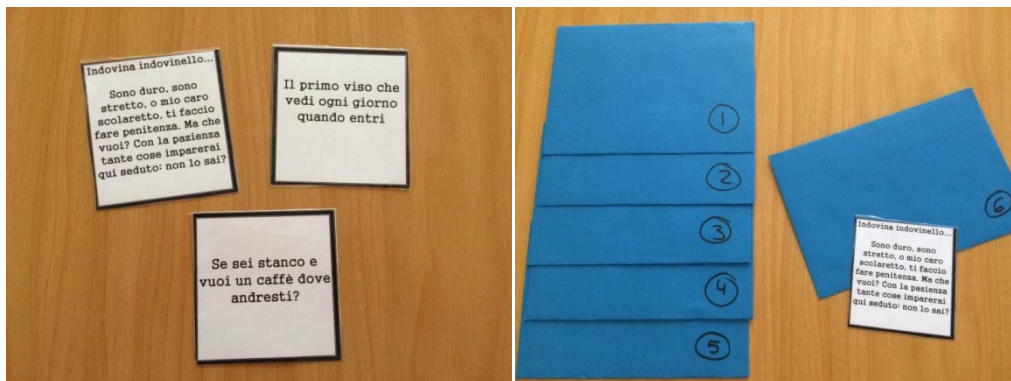 Indovina indovinello...
Sono duro, sono
stretto, o mio caro
scolaretto, ti faccio
fare penitenza. Ma che
vuoi? Con la pazienza
tante cose imparerai
qui seduto: non lo sai?
Il primo viso che
vedi ogni giorno
quando entri
Se sei stanco e
vuoi un caffè dove
andresti?
1
2
3
4
5
6
Indovina indovinello...
Sono duro, sono
stretto, o mio caro
scolaretto, ti faccio
fare penitenza. Ma che
vuoi? Con la pazienza
tante cose imparerai
qui seduto: non lo sai?